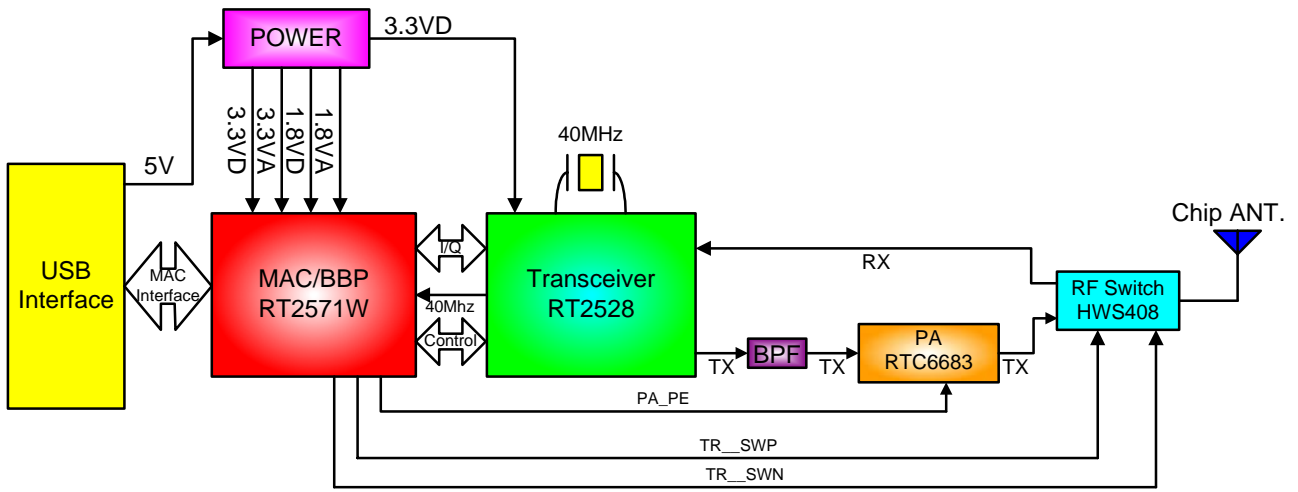 POWER
3.3VD
3.3VD
3.3VA
1.8VD
1.8VA
5V
40MHz
Chip ANT.
USB
Interface
MAC
Interface
MAC/BBP
RT2571W
I/Q
40Mhz
Control
Transceiver
RT2528
RX
RF Switch
HWS408
TX
BPF
TX
PA
RTC6683
TX
PA_PE
TR__SWP
TR__SWN